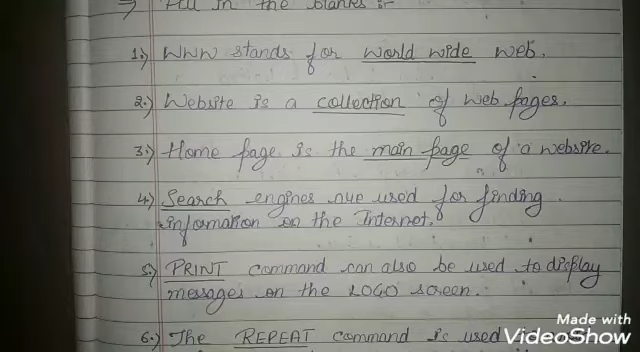 ⇒ Fill in the blanks :-
1.) WWW stands for World wide web.
2.) Website is a collection of web pages.
3.) Home page is the main page of a website.
4.) Search engines are used for finding
information on the Internet.
5.) PRINT command can also be used to display
messages on the LOGO screen.
6.) The REPEAT command is used
Made with
VideoShow